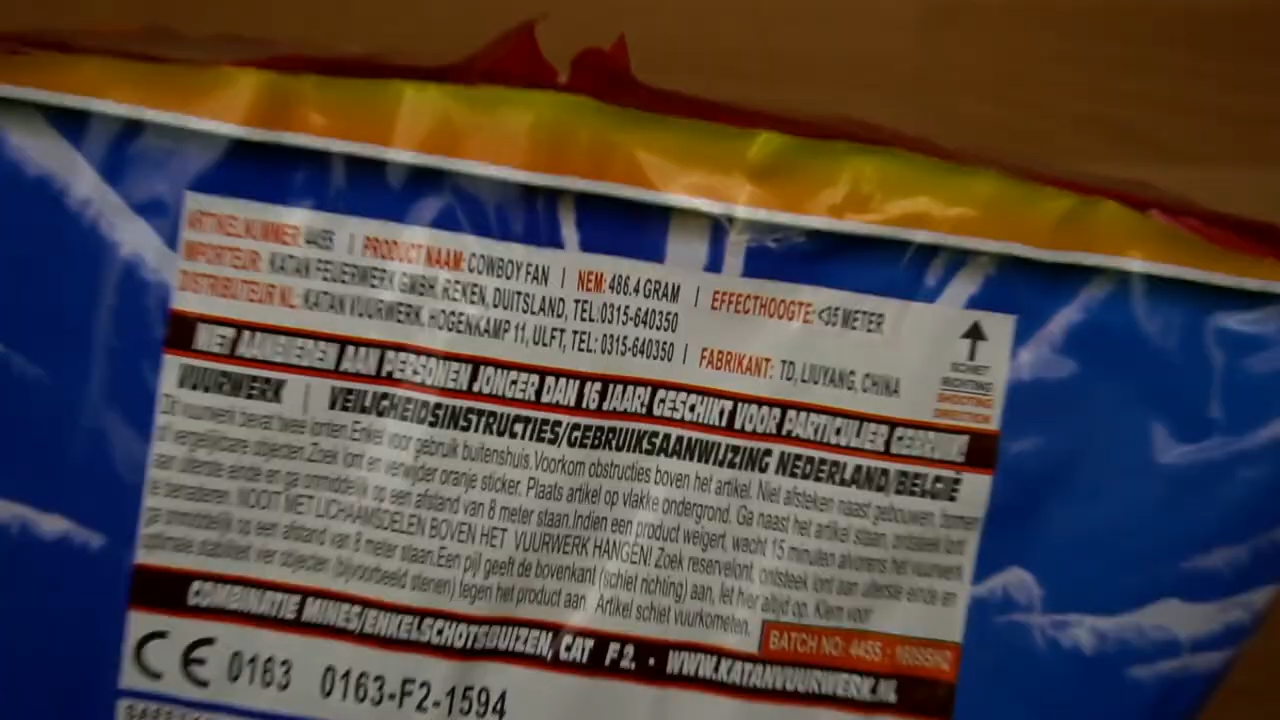 ARTIKELNUMMER: 4455 | PRODUCT NAAM: COWBOY FAN | NEM: 486.4 GRAM | EFFECTHOOGTE: <35 METER
IMPORTEUR: KATAN FEUERWERK GMBH, REKEN, DUITSLAND, TEL:0315-640350
DISTRIBUTEUR NL: KATAN VUURWERK, HOGENKAMP 11, ULFT, TEL: 0315-640350 | FABRIKANT: TD, LIUYANG, CHINA
SCHIET
RICHTING
SHOOTING
DIRECTION
NIET AANBIEDEN AAN PERSONEN JONGER DAN 16 JAAR! GESCHIKT VOOR PARTICULIER GEBRUIK!
VUURWERK | VEILIGHEIDSINSTRUCTIES/GEBRUIKSAANWIJZING NEDERLAND/BELGIË
Dit vuurwerk bevat twee lonten.Enkel voor gebruik buitenshuis.Voorkom obstructies boven het artikel. Niet afsteken naast gebouwen, bomen
of vergelijkbare objecten.Zoek lont en verwijder oranje sticker. Plaats artikel op vlakke ondergrond. Ga naast het artikel staan, ontsteek lont
aan uiterste einde en ga onmiddelijk op een afstand van 8 meter staan.Indien een product weigert, wacht 15 minuten alvorens het vuurwerk
te benaderen. NOOIT MET LICHAAMSDELEN BOVEN HET VUURWERK HANGEN! Zoek reservelont, ontsteek lont aan uiterste einde en
ga onmiddelijk op een afstand van 8 meter staan.Een pijl geeft de bovenkant (schiet richting) aan, let hier altijd op. Klem voor
optimale stabiliteit vier objecten (bijvoorbeeld stenen) tegen het product aan. Artikel schiet vuurkometen.
BATCH NO: 4455 :
COMBINATIE MINES/ENKELSCHOTSBUIZEN, CAT F2. · WWW.KATANVUURWERK.NL
CE 0163 0163-F2-1594